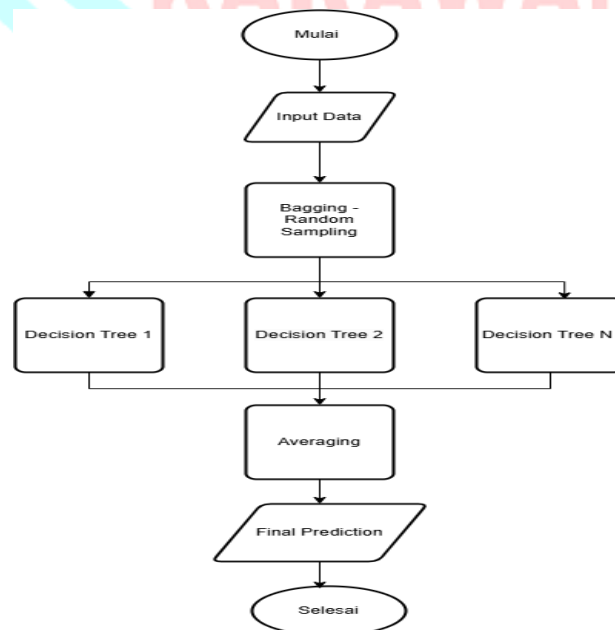 Mulai
Input Data
Bagging -
Random
Sampling
Decision Tree 1
Decision Tree 2
Decision Tree N
Averaging
Final Prediction
Selesai